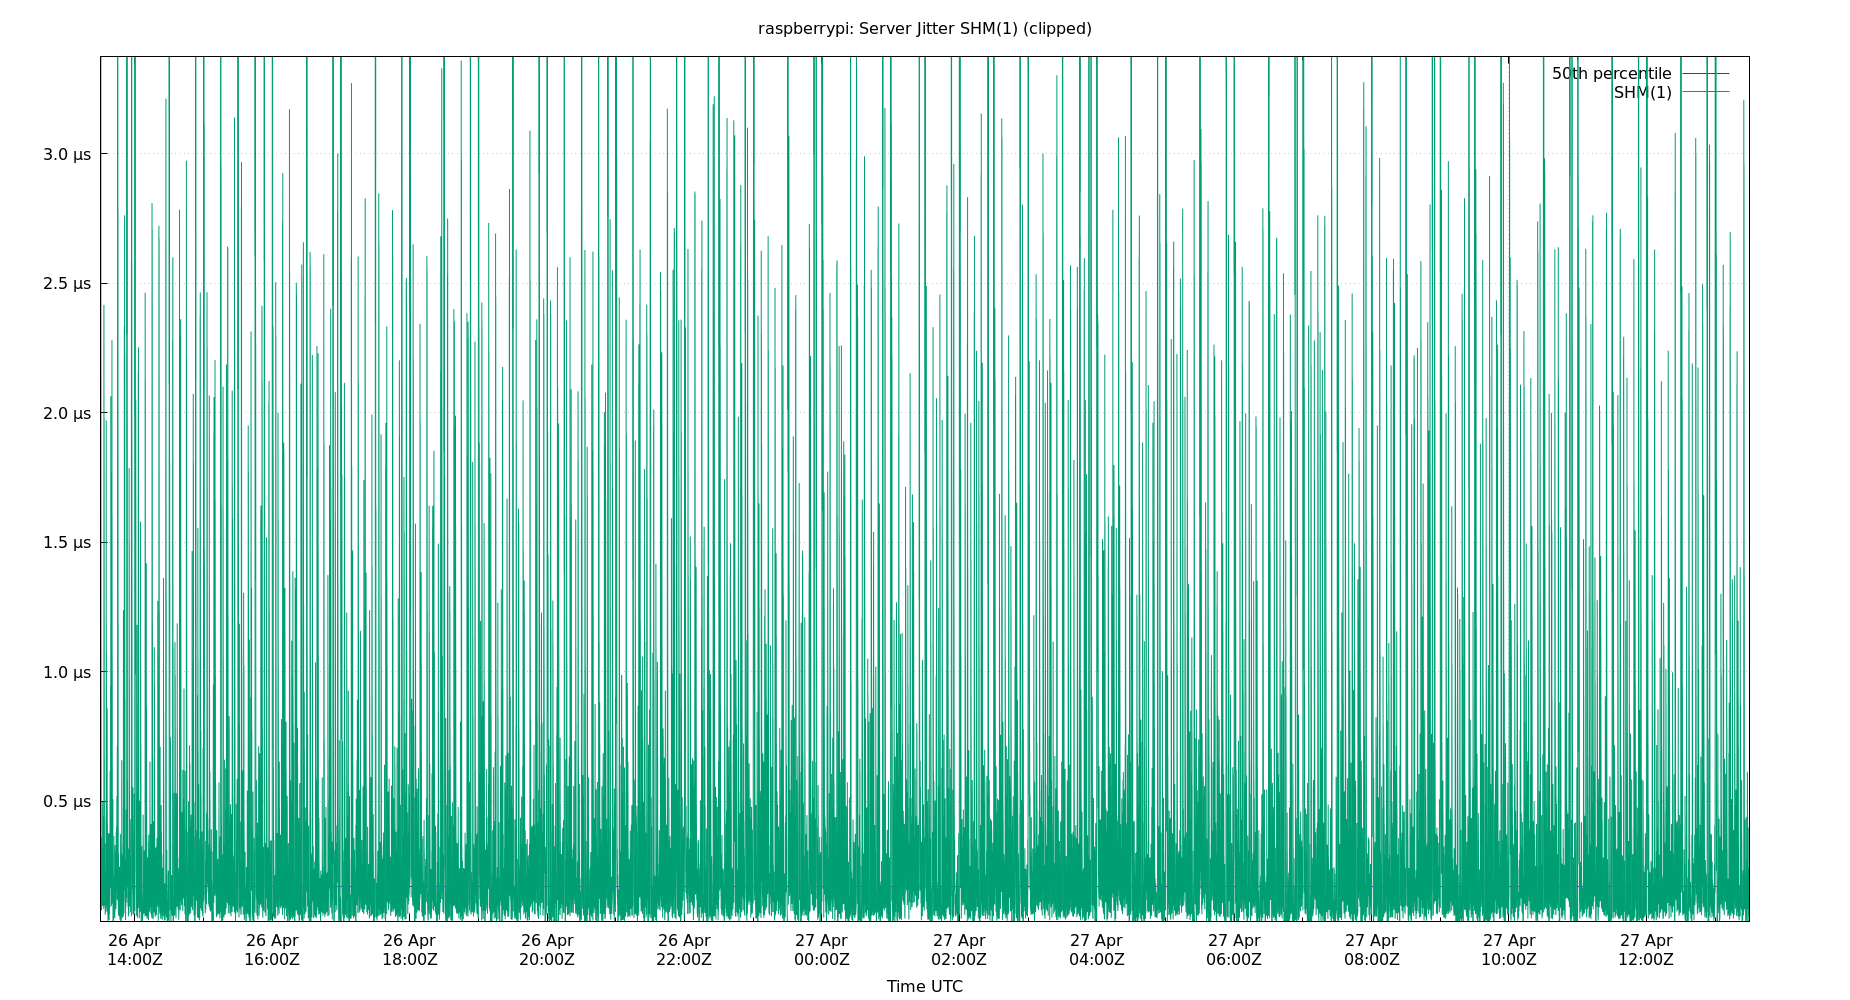 raspberrypi: Server Jitter SHM(1) (clipped)
50th percentile
SHM(1)
3.0 µs
2.5 µs
2.0 µs
1.5 µs
1.0 µs
0.5 µs
26 Apr 26 Apr 26 Apr 26 Apr 26 Apr 27 Apr 27 Apr 27 Apr 27 Apr 27 Apr 27 Apr 27 Apr
14:00Z 16:00Z 18:00Z 20:00Z 22:00Z 00:00Z 02:00Z 04:00Z 06:00Z 08:00Z 10:00Z 12:00Z
Time UTC